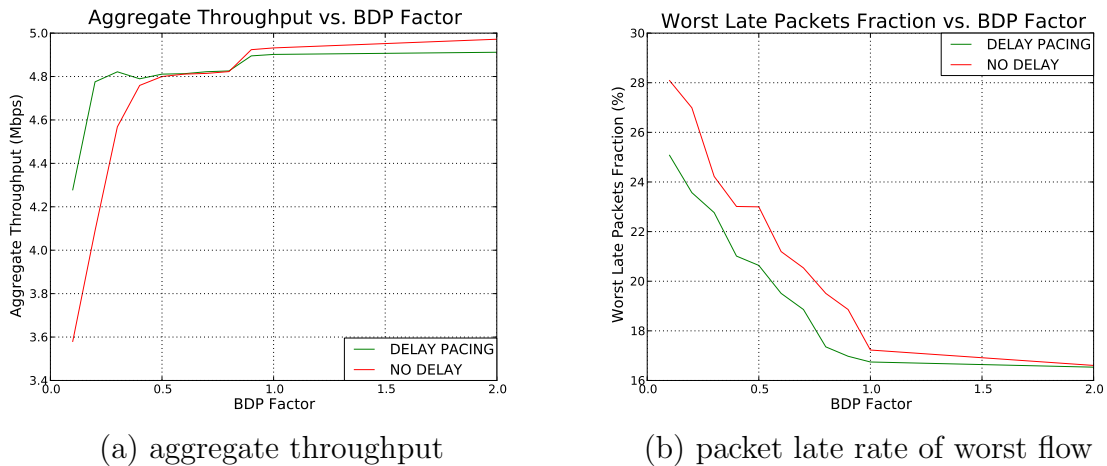 Aggregate Throughput vs. BDP Factor
Aggregate Throughput (Mbps)
5.0
4.8
4.6
4.4
4.2
4.0
3.8
3.6
3.4
0.0 0.5 1.0 1.5 2.0
BDP Factor
DELAY PACING
NO DELAY
(a) aggregate throughput
Worst Late Packets Fraction vs. BDP Factor
Worst Late Packets Fraction (%)
30
28
26
24
22
20
18
16
0.0 0.5 1.0 1.5 2.0
BDP Factor
DELAY PACING
NO DELAY
(b) packet late rate of worst flow